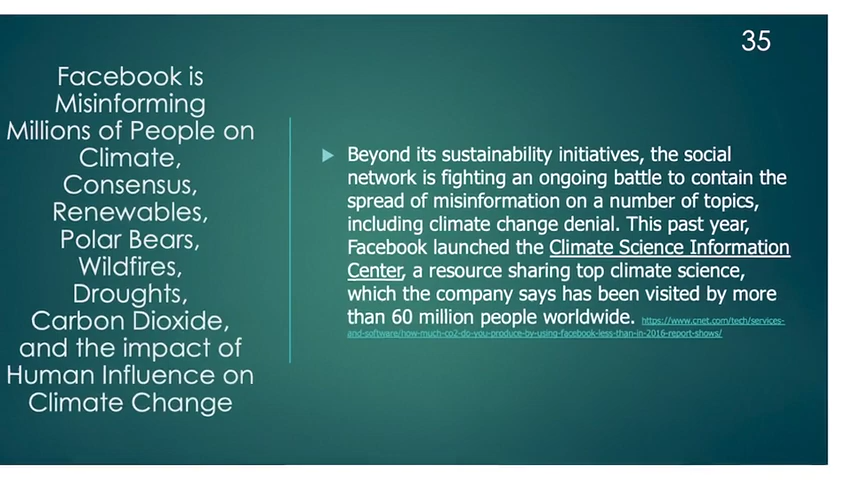 35
Facebook is
Misinforming
Millions of People on
Climate,
Consensus,
Renewables,
Polar Bears,
Wildfires,
Droughts,
Carbon Dioxide,
and the impact of
Human Influence on
Climate Change
Beyond its sustainability initiatives, the social
network is fighting an ongoing battle to contain the
spread of misinformation on a number of topics,
including climate change denial. This past year,
Facebook launched the Climate Science Information
Center, a resource sharing top climate science,
which the company says has been visited by more
than 60 million people worldwide. https://www.cnet.com/tech/services-
and-software/how-much-co2-do-you-produce-by-using-facebook-less-than-in-2016-report-shows/